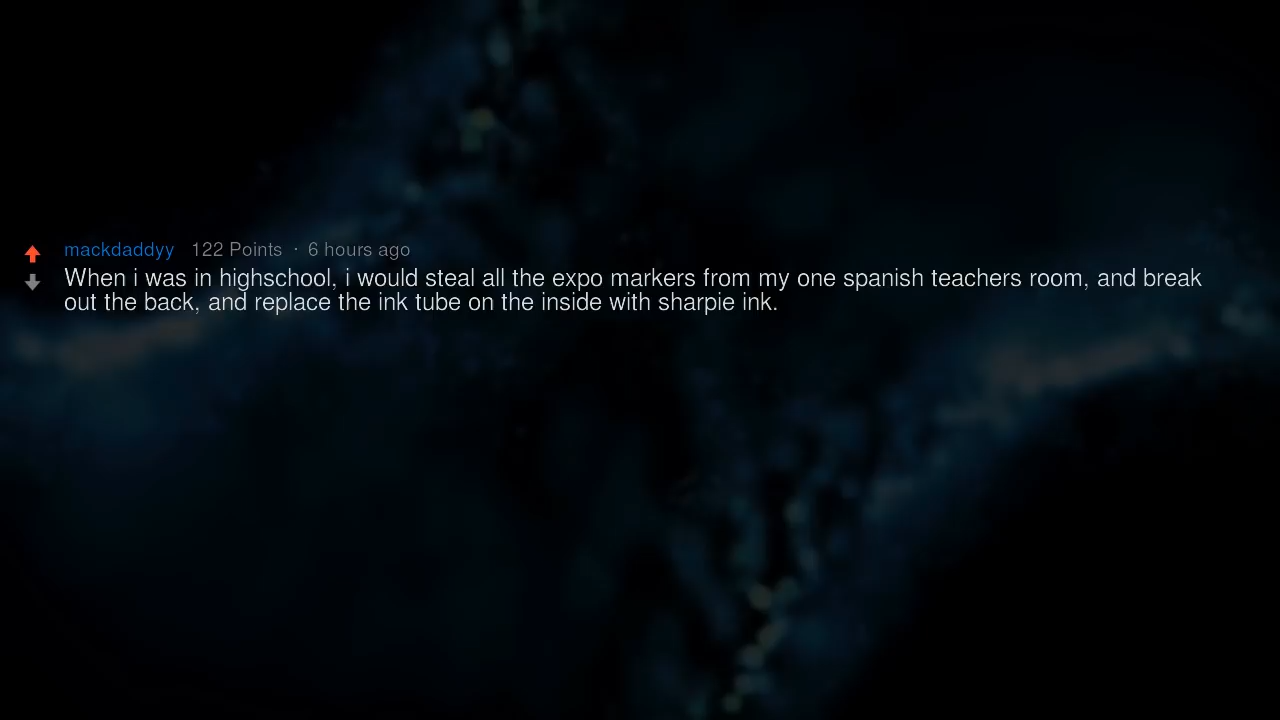 mackdaddyy 122 Points · 6 hours ago
When i was in highschool, i would steal all the expo markers from my one spanish teachers room, and break
out the back, and replace the ink tube on the inside with sharpie ink.